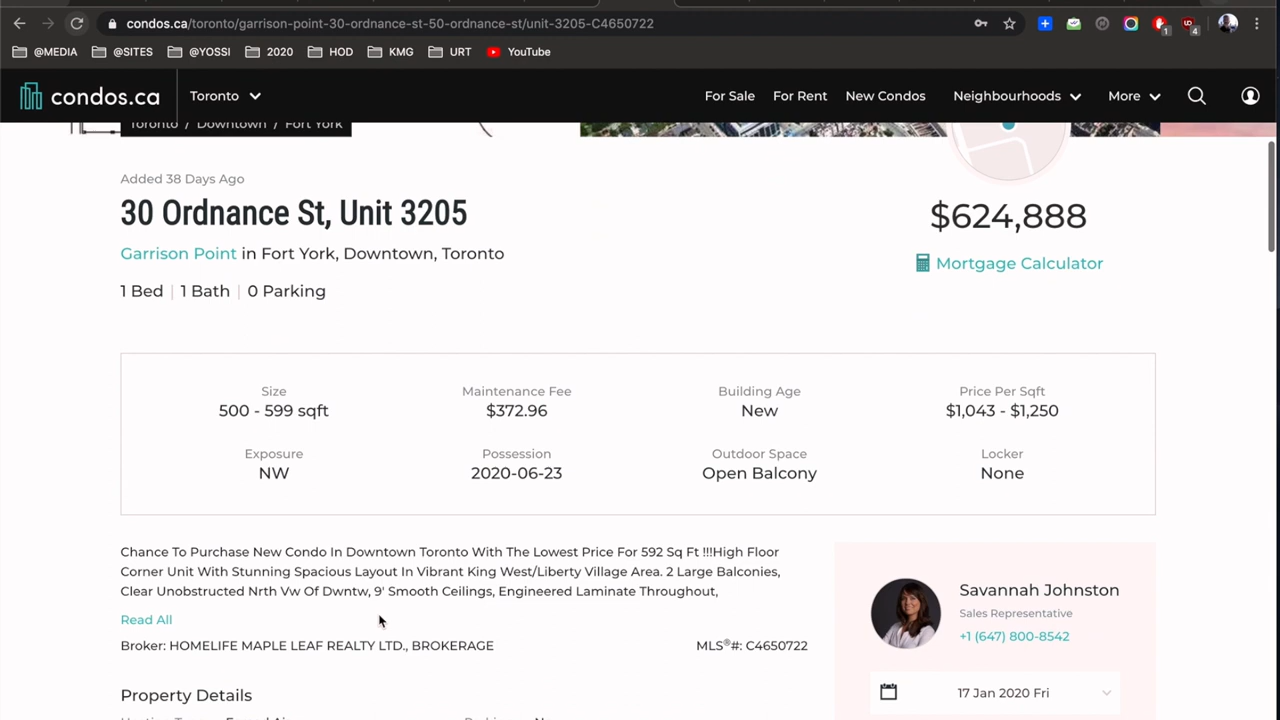 condos.ca/toronto/garrison-point-30-ordnance-st-50-ordnance-st/unit-3205-C4650722
1
4
@MEDIA @SITES @YOSSI 2020 HOD KMG URT YouTube
condos.ca Toronto For Sale For Rent New Condos Neighbourhoods More
Toronto / Downtown / Fort York
Added 38 Days Ago
30 Ordnance St, Unit 3205
$624,888
Garrison Point in Fort York, Downtown, Toronto
Mortgage Calculator
1 Bed | 1 Bath | 0 Parking
Size Maintenance Fee Building Age Price Per Sqft
500 - 599 sqft $372.96 New $1,043 - $1,250
Exposure Possession Outdoor Space Locker
NW 2020-06-23 Open Balcony None
Chance To Purchase New Condo In Downtown Toronto With The Lowest Price For 592 Sq Ft !!!High Floor
Corner Unit With Stunning Spacious Layout In Vibrant King West/Liberty Village Area. 2 Large Balconies,
Clear Unobstructed Nrth Vw Of Dwntw, 9' Smooth Ceilings, Engineered Laminate Throughout,
Read All
Broker: HOMELIFE MAPLE LEAF REALTY LTD., BROKERAGE MLS®#: C4650722
Savannah Johnston
Sales Representative
+1 (647) 800-8542
17 Jan 2020 Fri
Property Details